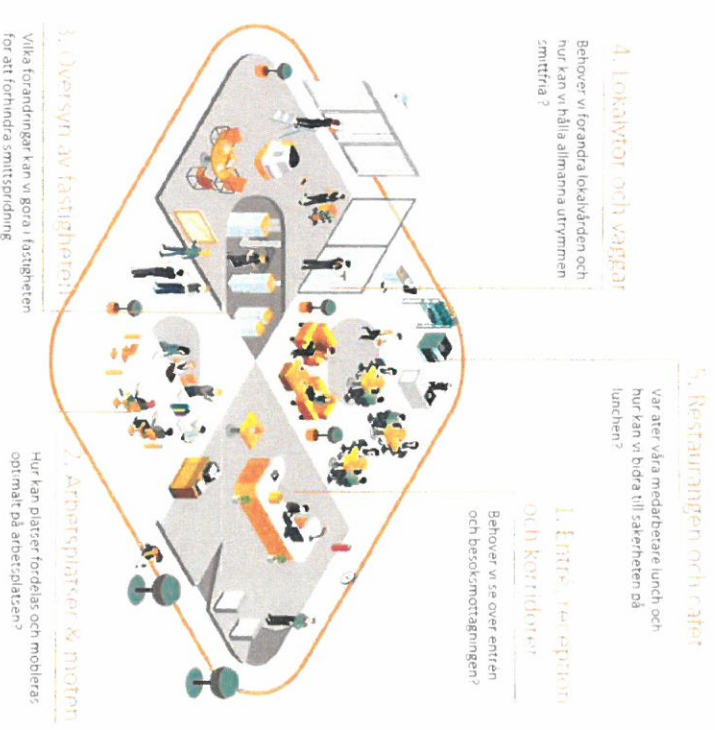 1. Entré, reception
och korridorer
Behöver vi se över entrén
och besöksmottagningen?
2. Arbetsplatser & möten
Hur kan platser fördelas och möbleras
optimalt på arbetsplatsen?
3. Översyn av fastigheten
Vilka förändringar kan vi göra i fastigheten
för att förhindra smittspridning
4. Lokalytor och väggar
Behöver vi förändra lokalvården och
hur kan vi hålla allmänna utrymmen
smittfria ?
5. Restaurangen och caféet
Var äter våra medarbetare lunch och
hur kan vi bidra till säkerheten på
lunchen?